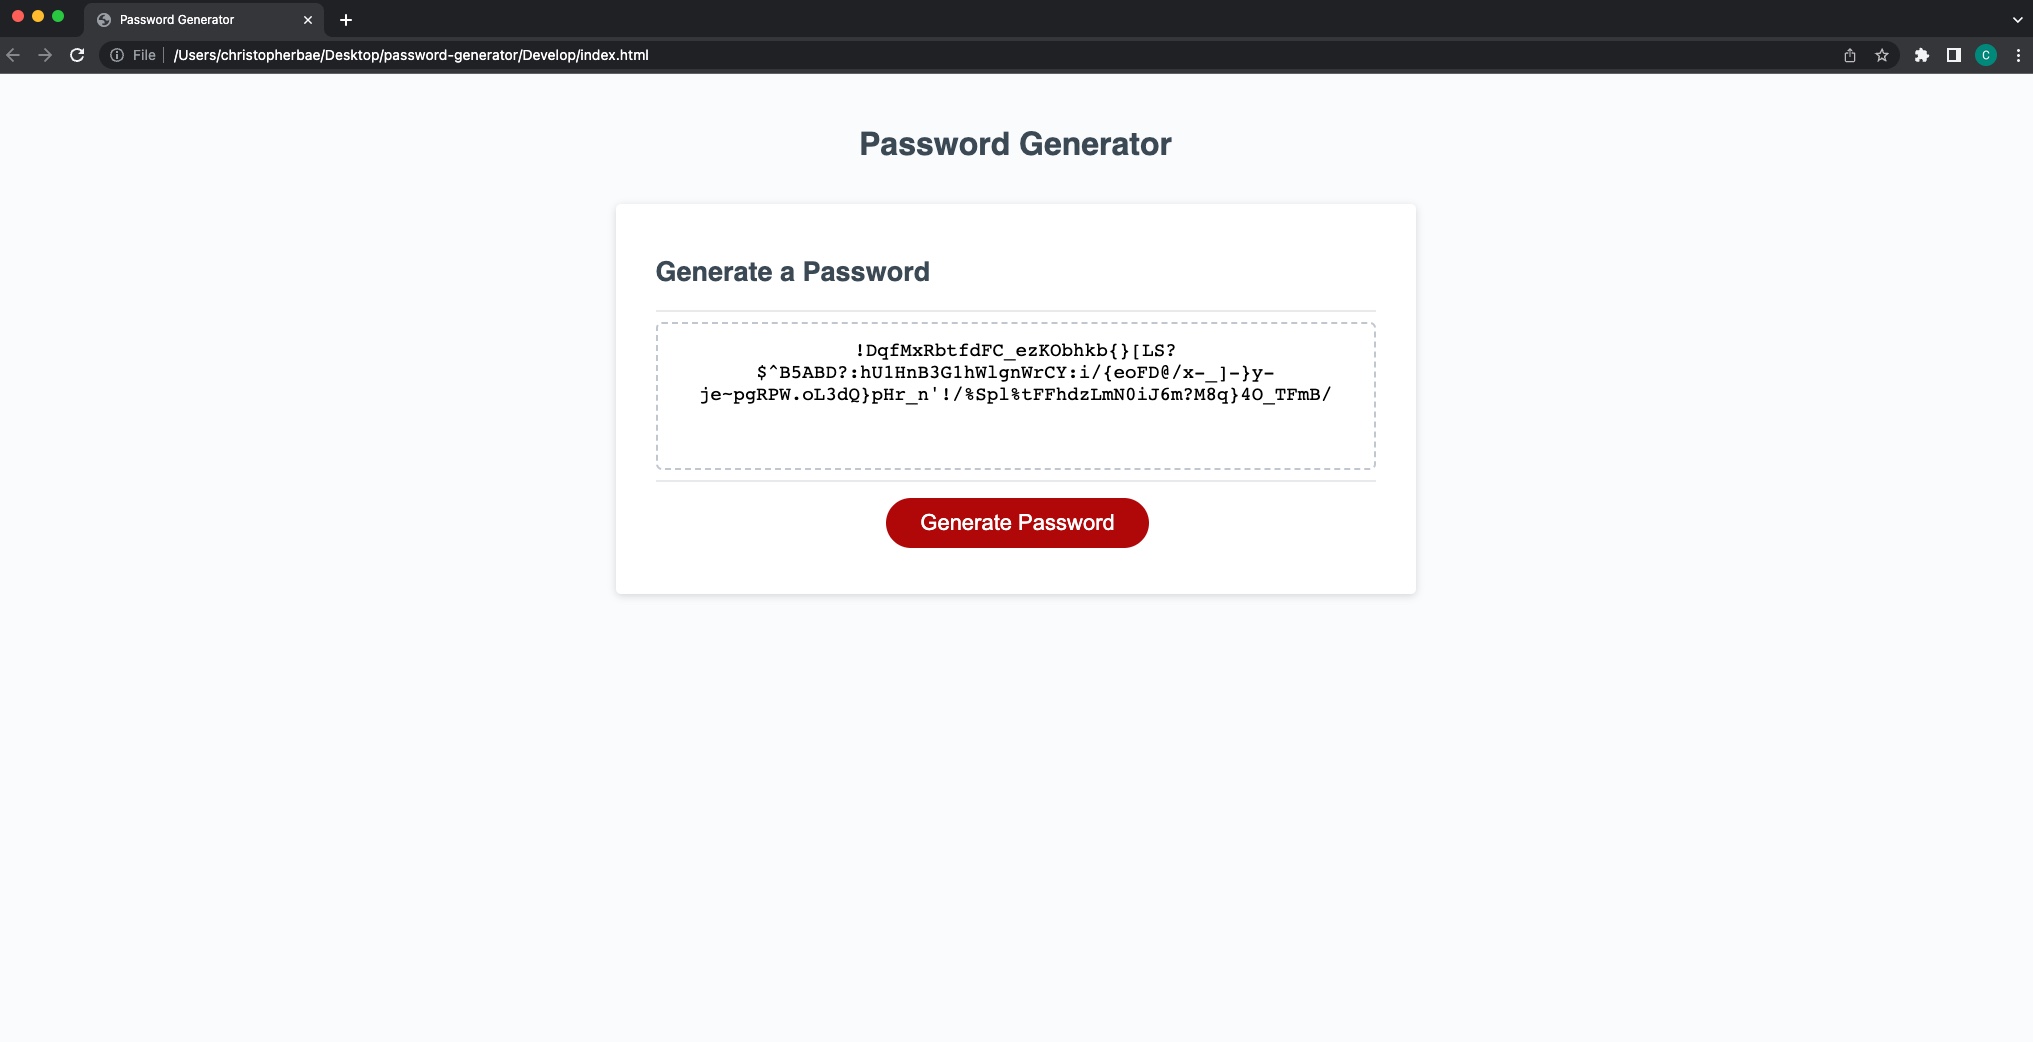 Password Generator
File
/Users/christopherbae/Desktop/password-generator/Develop/index.html
C
Password Generator
Generate a Password
!DqfMxRbtfdFC_ezKObhkb{}[LS?
$^B5ABD?:hU1HnB3G1hWlgnWrCY:i/{eoFD@/x-_]-}y-
je~pgRPW.oL3dQ}pHr_n'!/%Spl%tFFhdzLmN0iJ6m?M8q}4O_TFmB/
Generate Password